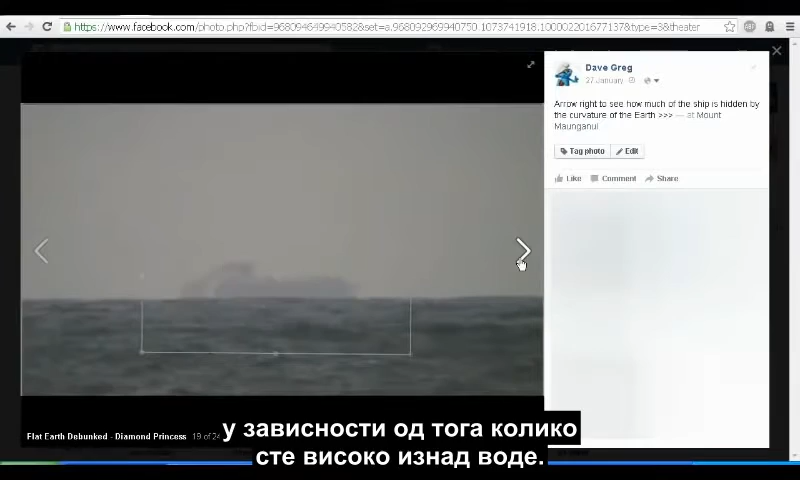 https://www.facebook.com/photo.php?fbid=968094649940582&set=a.968092969940750.1073741918.100002201677137&type=3&theater
Dave Greg
27 January
Arrow right to see how much of the ship is hidden by
the curvature of the Earth >>> — at Mount
Maunganui
Tag photo Edit
Like Comment Share
Flat Earth Debunked - Diamond Princess 19 of 24
у зависности од тога колико
сте високо изнад воде.